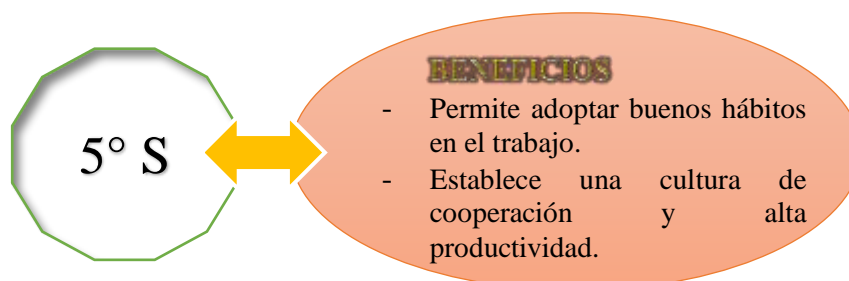 5° S
BENEFICIOS
- Permite adoptar buenos hábitos
en el trabajo.
- Establece una cultura de
cooperación y alta
productividad.